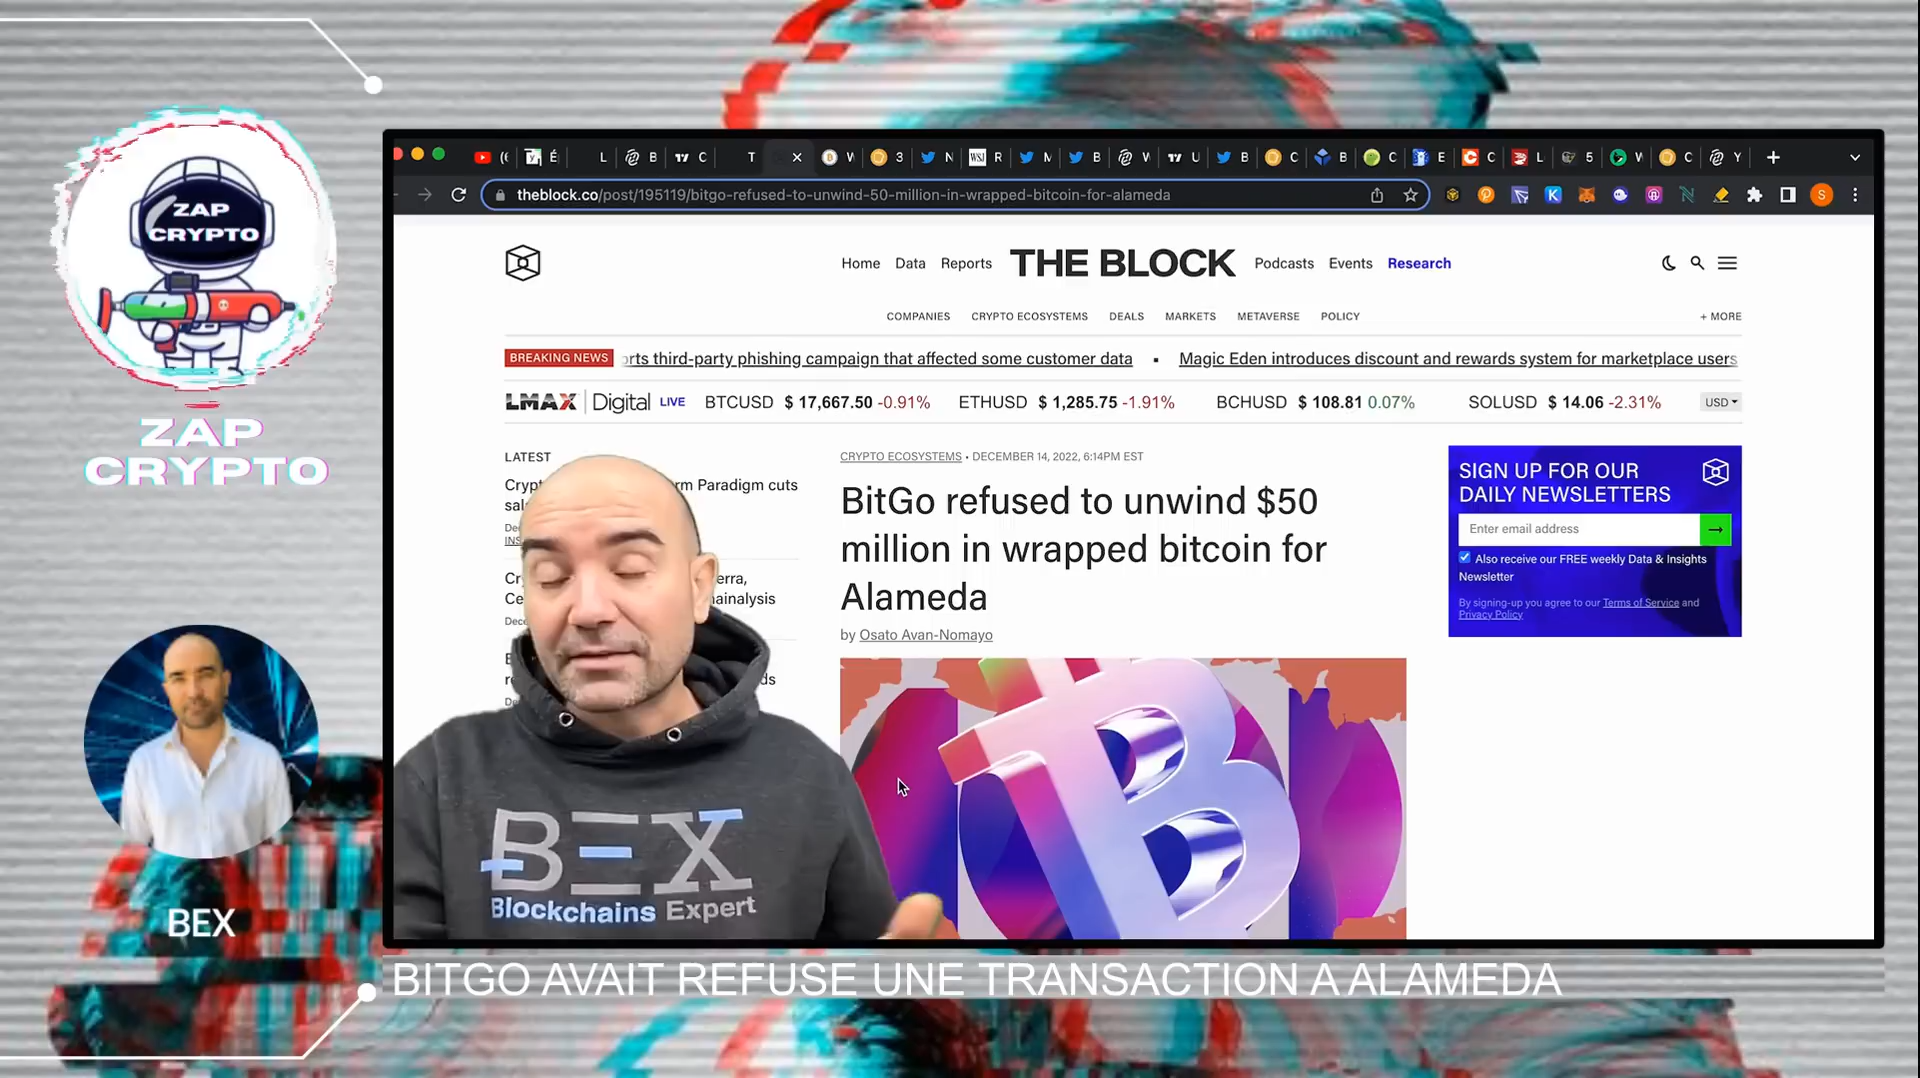 ZAP
CRYPTO
ZAP
CRYPTO
BEX
theblock.co/post/195119/bitgo-refused-to-unwind-50-million-in-wrapped-bitcoin-for-alameda
S
Home Data Reports THE BLOCK Podcasts Events Research
COMPANIES CRYPTO ECOSYSTEMS DEALS MARKETS METAVERSE POLICY + MORE
BREAKING NEWS orts third-party phishing campaign that affected some customer data ▪ Magic Eden introduces discount and rewards system for marketplace users
LMAX Digital LIVE BTCUSD $ 17,667.50 -0.91% ETHUSD $ 1,285.75 -1.91% BCHUSD $ 108.81 0.07% SOLUSD $ 14.06 -2.31% USD
LATEST
Crypt rm Paradigm cuts
sal
INS
erra,
Ce hainalysis
CRYPTO ECOSYSTEMS • DECEMBER 14, 2022, 6:14PM EST
BitGo refused to unwind $50
million in wrapped bitcoin for
Alameda
by Osato Avan-Nomayo
SIGN UP FOR OUR
DAILY NEWSLETTERS
Enter email address →
Also receive our FREE weekly Data & Insights
Newsletter
By signing-up you agree to our Terms of Service and
Privacy Policy
BEX
Blockchains Expert
BITGO AVAIT REFUSE UNE TRANSACTION A ALAMEDA